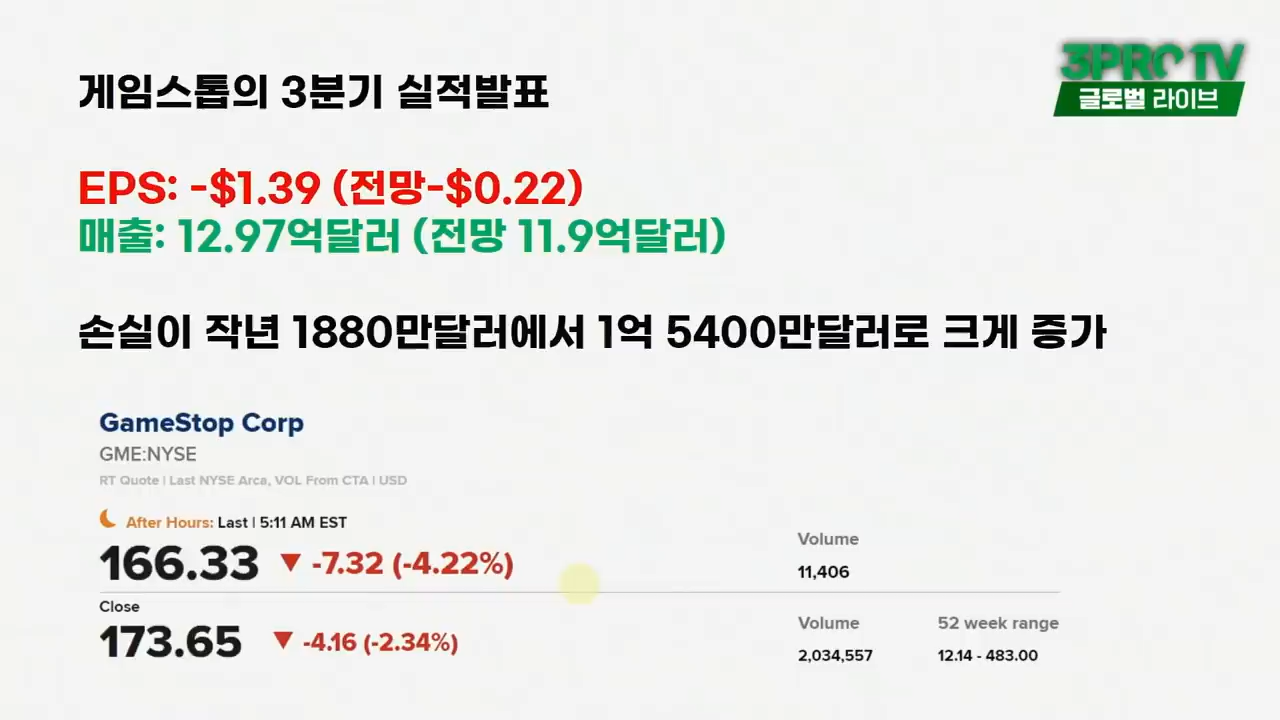 3PRO TV
글로벌 라이브
게임스톱의 3분기 실적발표
EPS: -$1.39 (전망-$0.22)
매출: 12.97억달러 (전망 11.9억달러)
손실이 작년 1880만달러에서 1억 5400만달러로 크게 증가
GameStop Corp
GME:NYSE
RT Quote | Last NYSE Arca, VOL From CTA | USD
After Hours: Last | 5:11 AM EST
166.33 ▼ -7.32 (-4.22%)
Volume
11,406
Close
173.65 ▼ -4.16 (-2.34%)
Volume 52 week range
2,034,557 12.14 - 483.00